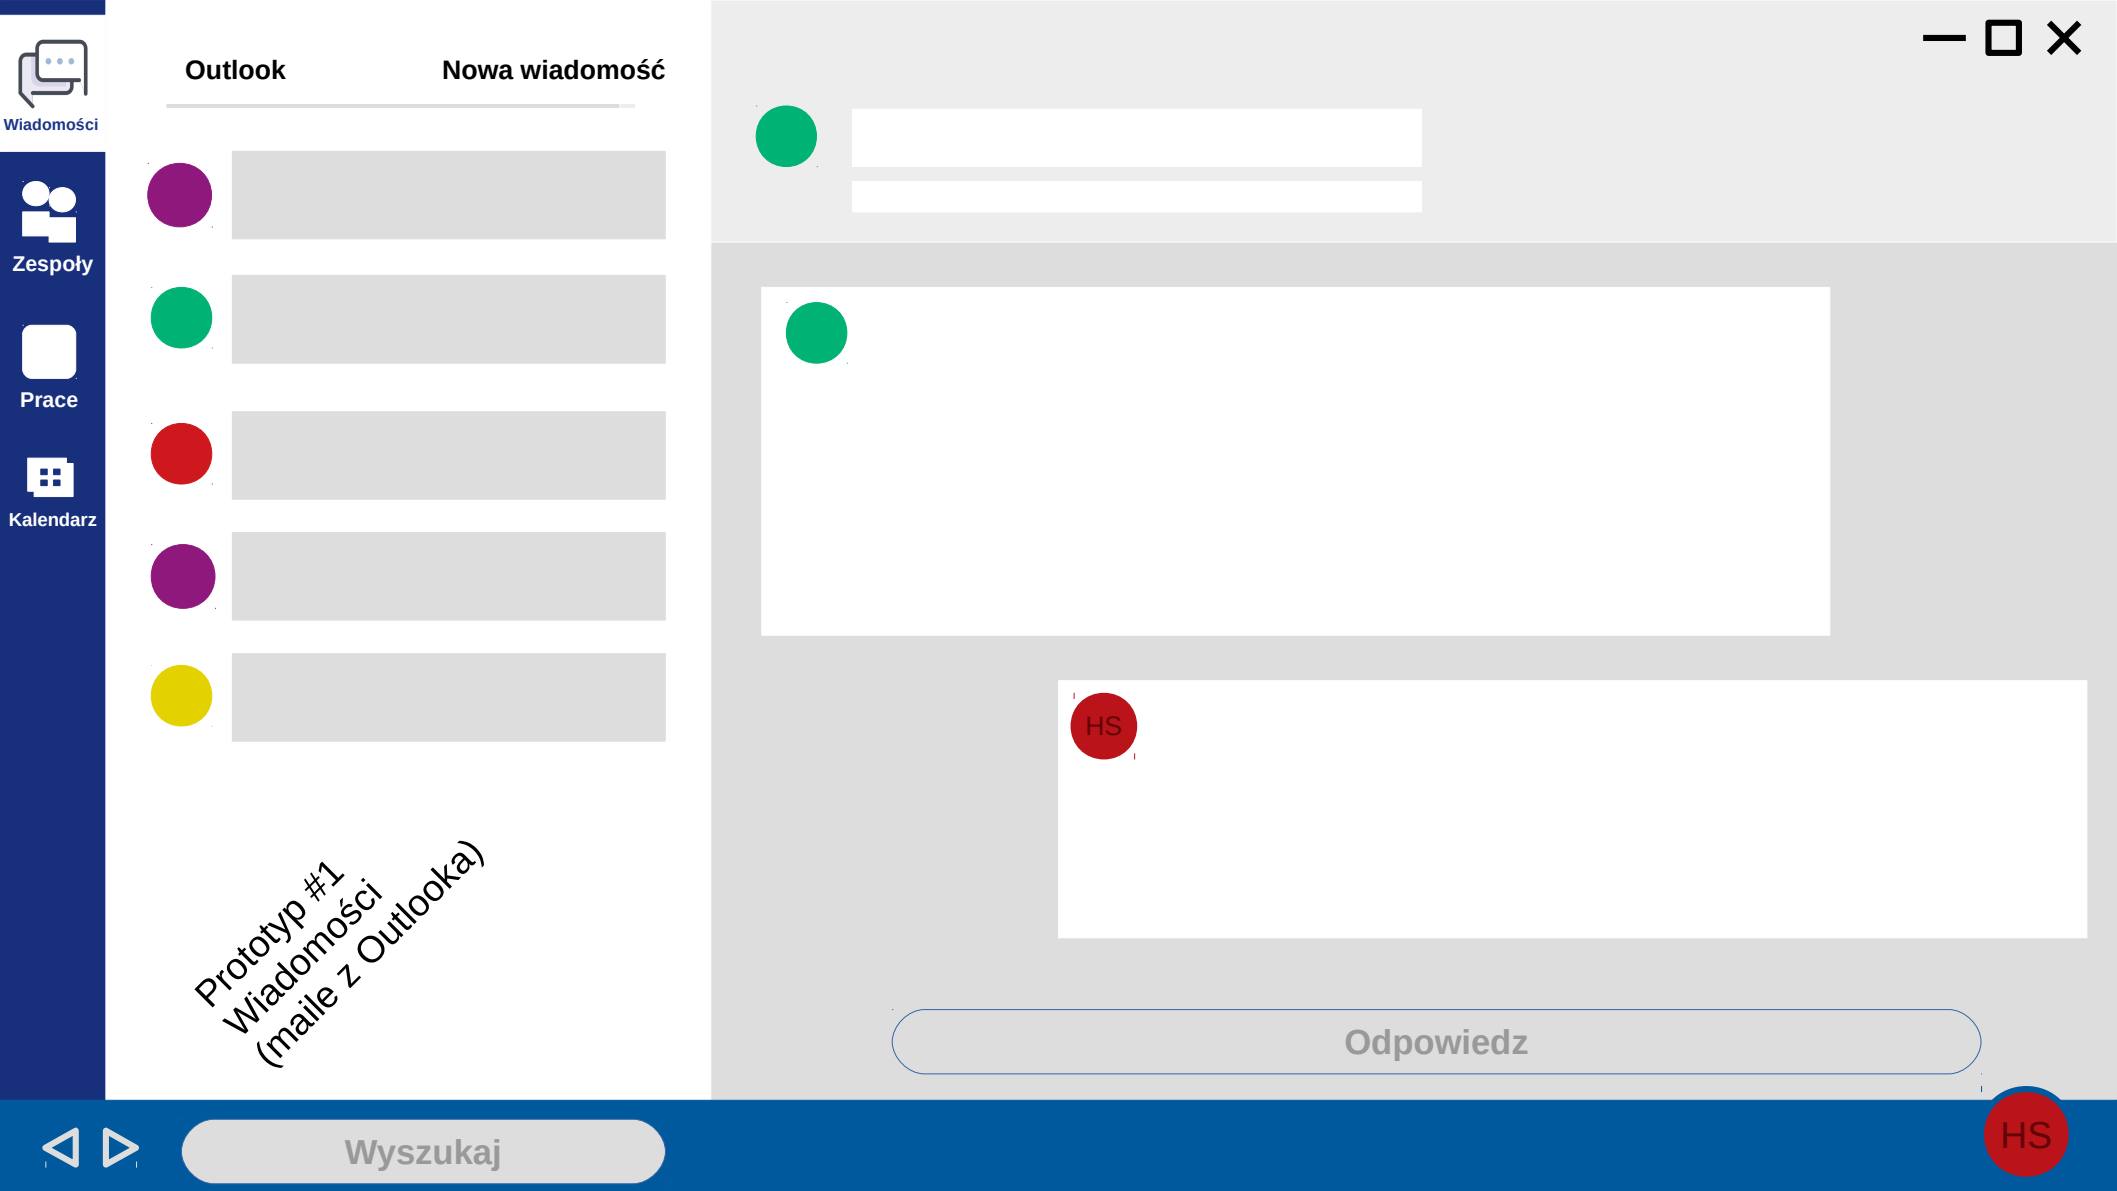 Wiadomości
Zespoły
Prace
Kalendarz
Outlook
Nowa wiadomość
Prototyp #1
Wiadomości
(maile z Outlooka)
HS
Odpowiedz
Wyszukaj
HS